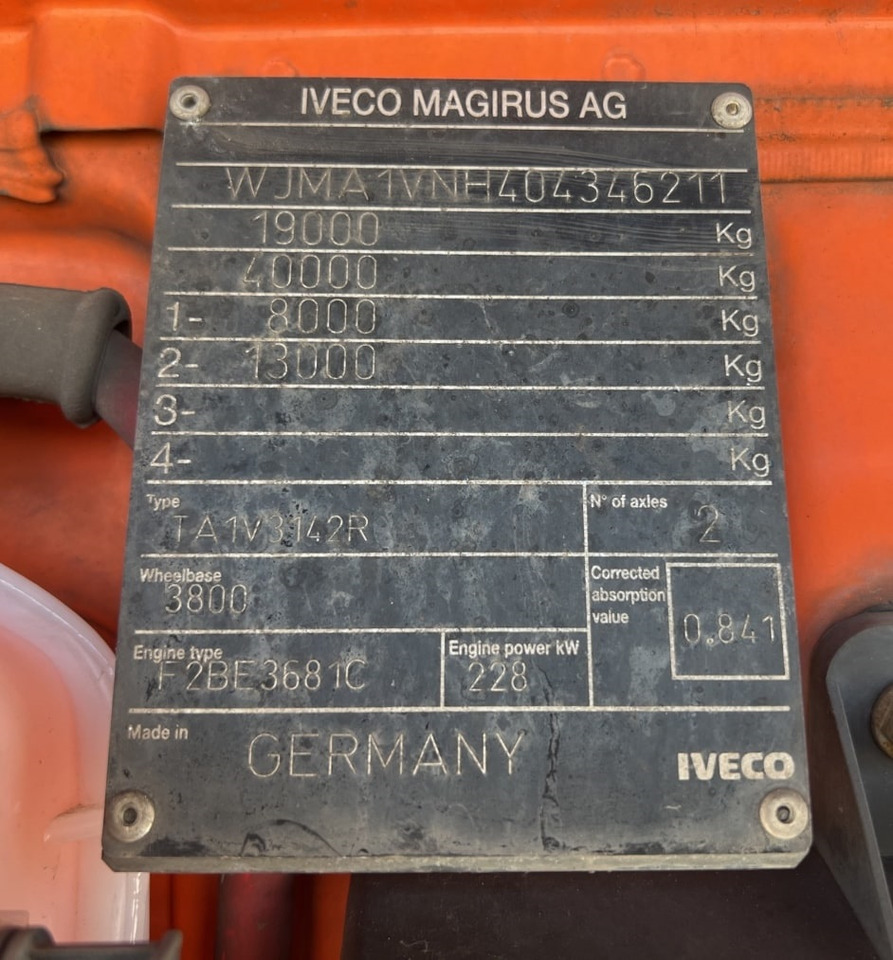 IVECO MAGIRUS AG
WJMA1VNH404346211
19000 Kg
40000 Kg
1- 8000 Kg
2- 13000 Kg
3- Kg
4- Kg
Type
TA1V3142R
N° of axles
2
Wheelbase
3800
Corrected
absorption
value
0.841
Engine type
F2BE3681C
Engine power kW
228
Made in
GERMANY
IVECO